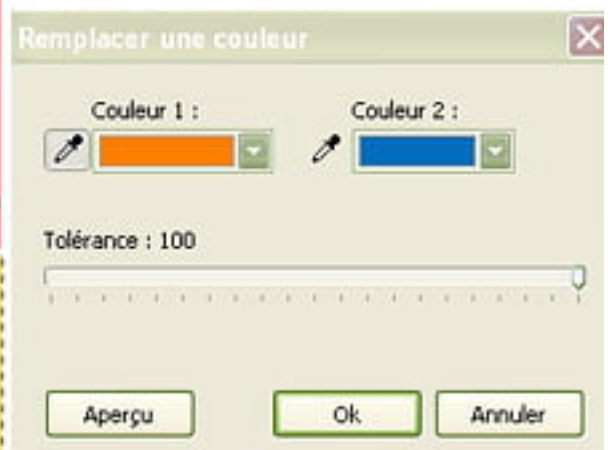 Remplacer une couleur
Couleur 1 : Couleur 2 :
Tolérance : 100
Aperçu Ok Annuler